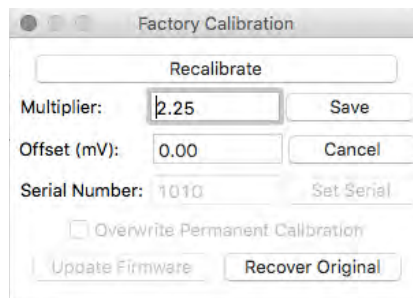 Factory Calibration
Recalibrate
Multiplier: 2.25 Save
Offset (mV): 0.00 Cancel
Serial Number: 1010 Set Serial
Overwrite Permanent Calibration
Update Firmware Recover Original